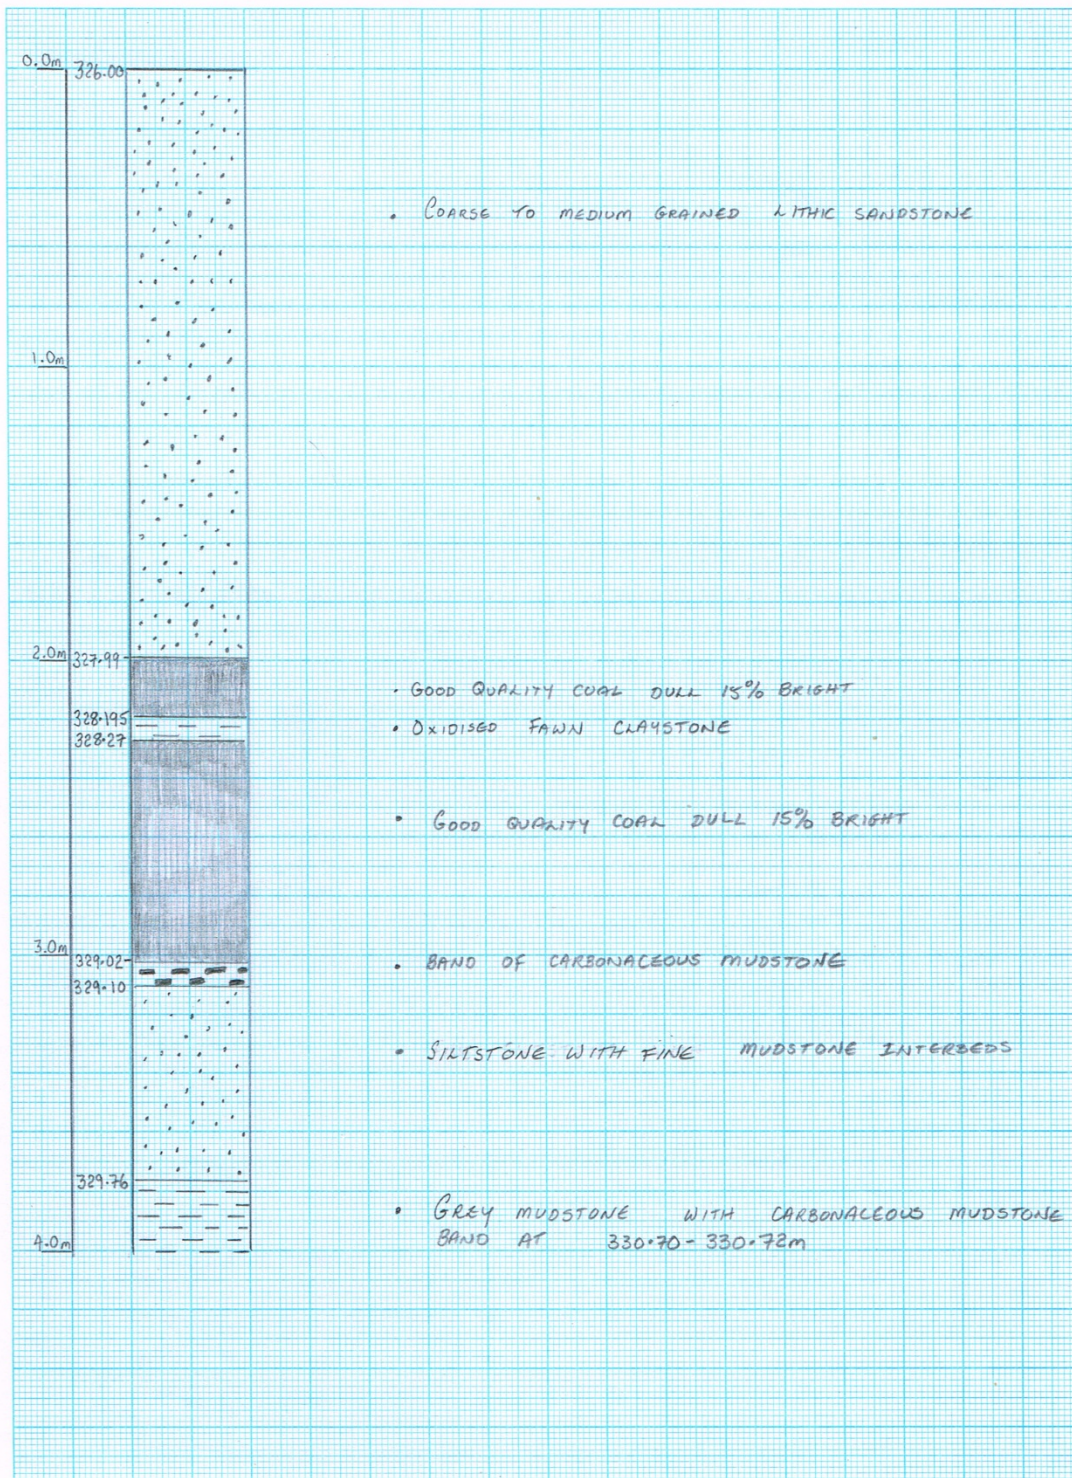 0.0m 326.00
• COARSE TO MEDIUM GRAINED LITHIC SANDSTONE
1.0m
2.0m 327.99
• GOOD QUALITY COAL DULL 15% BRIGHT
328.195
• OXIDISED FAWN CLAYSTONE
328.27
• GOOD QUALITY COAL DULL 15% BRIGHT
3.0m
329.02
• BAND OF CARBONACEOUS MUDSTONE
329.10
• SILTSTONE WITH FINE MUDSTONE INTERBEDS
329.76
• GREY MUDSTONE WITH CARBONACEOUS MUDSTONE
BAND AT 330.70 - 330.72m
4.0m